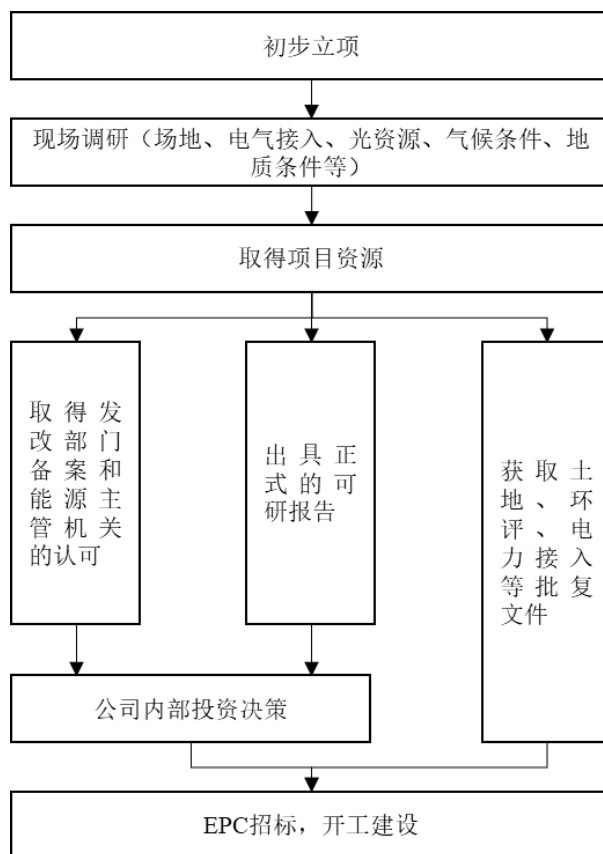 初步立项
现场调研（场地、电气接入、光资源、气候条件、地
质条件等）
取得项目资源
取得发
改部门
备案和
能源主
管机关
的认可
出具正
式的可
研报告
获取土
地、环
评、电
力接入
等批复
文件
公司内部投资决策
EPC招标，开工建设